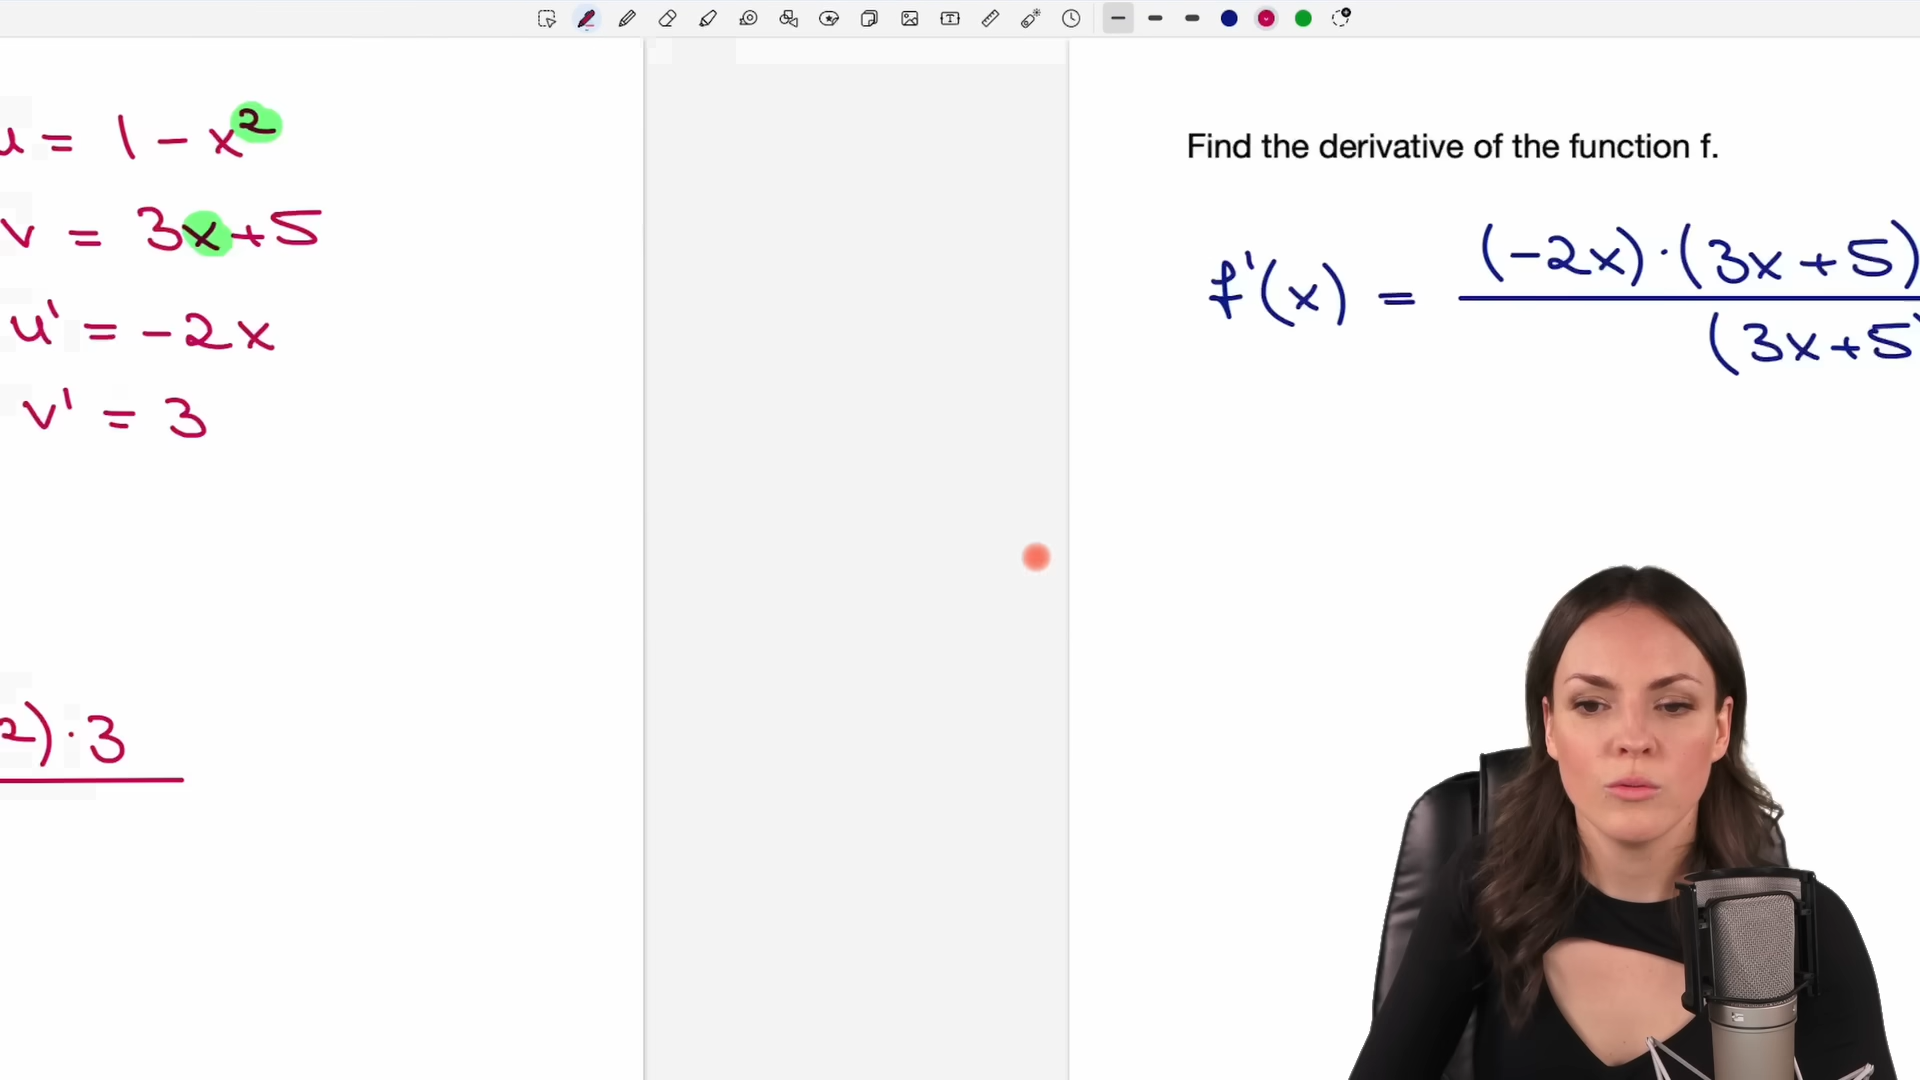 u = 1 - x²
v = 3x + 5
u' = -2x
v' = 3
2) · 3
Find the derivative of the function f.
(-2x) · (3x + 5)
f'(x) =
(3x + 5)